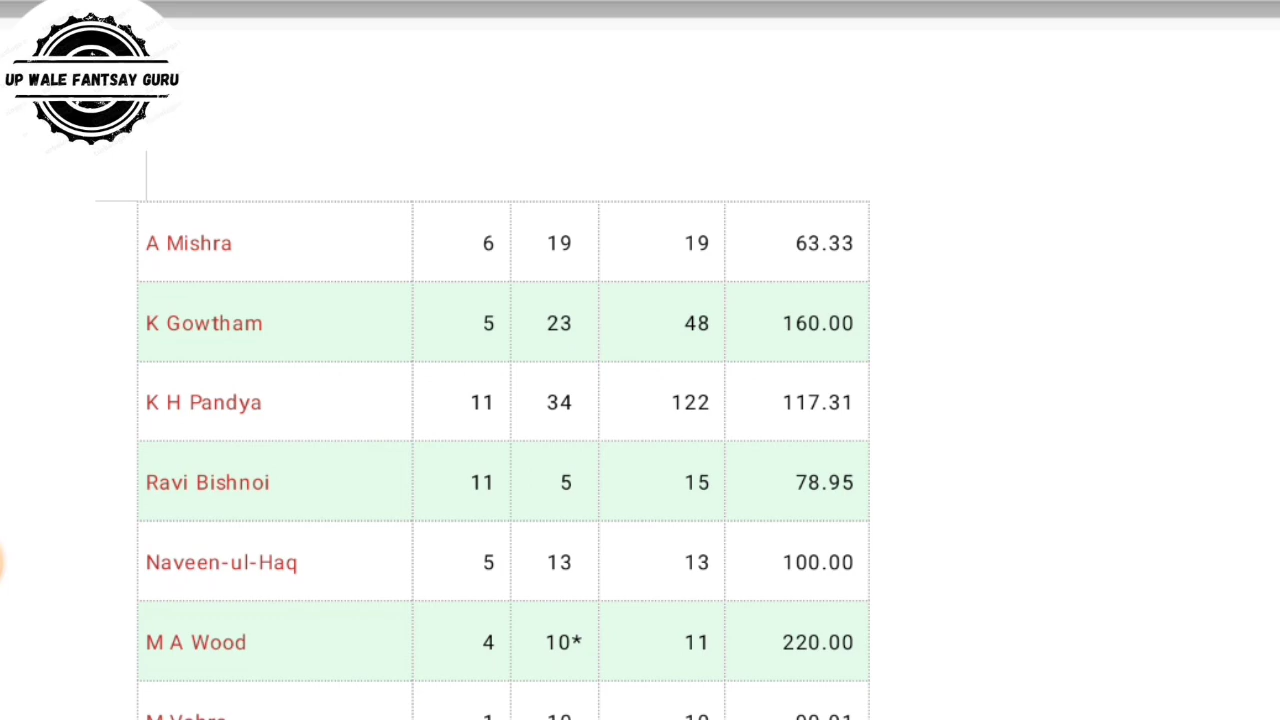 UP WALE FANTSAY GURU
A Mishra 6 19 19 63.33
K Gowtham 5 23 48 160.00
K H Pandya 11 34 122 117.31
Ravi Bishnoi 11 5 15 78.95
Naveen-ul-Haq 5 13 13 100.00
M A Wood 4 10* 11 220.00